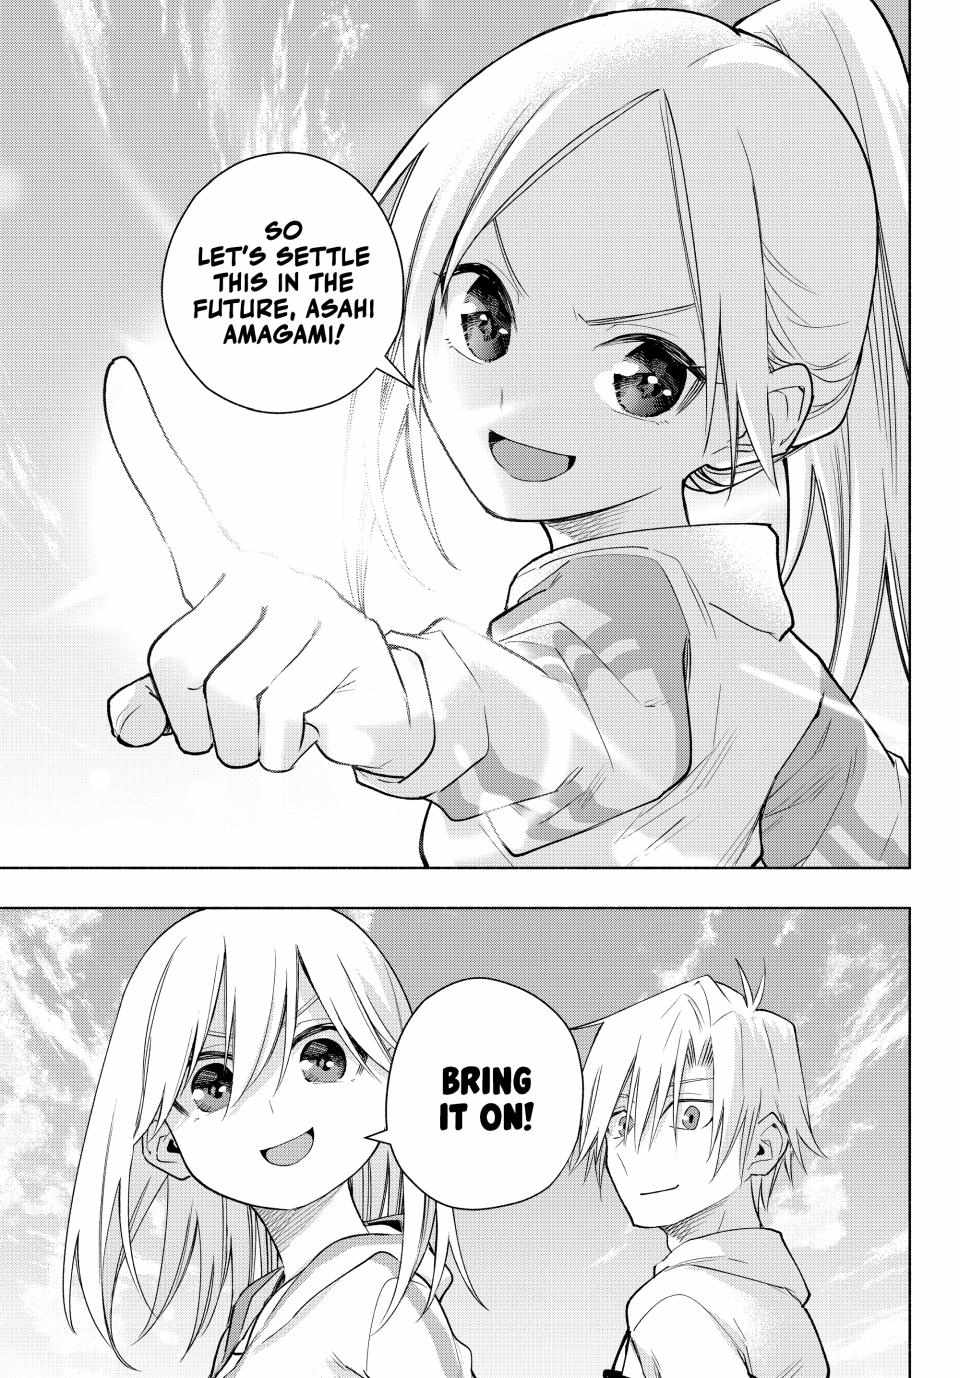 SO
LET'S SETTLE
THIS IN THE
FUTURE, ASAHI
AMAGAMI!
BRING
IT ON!